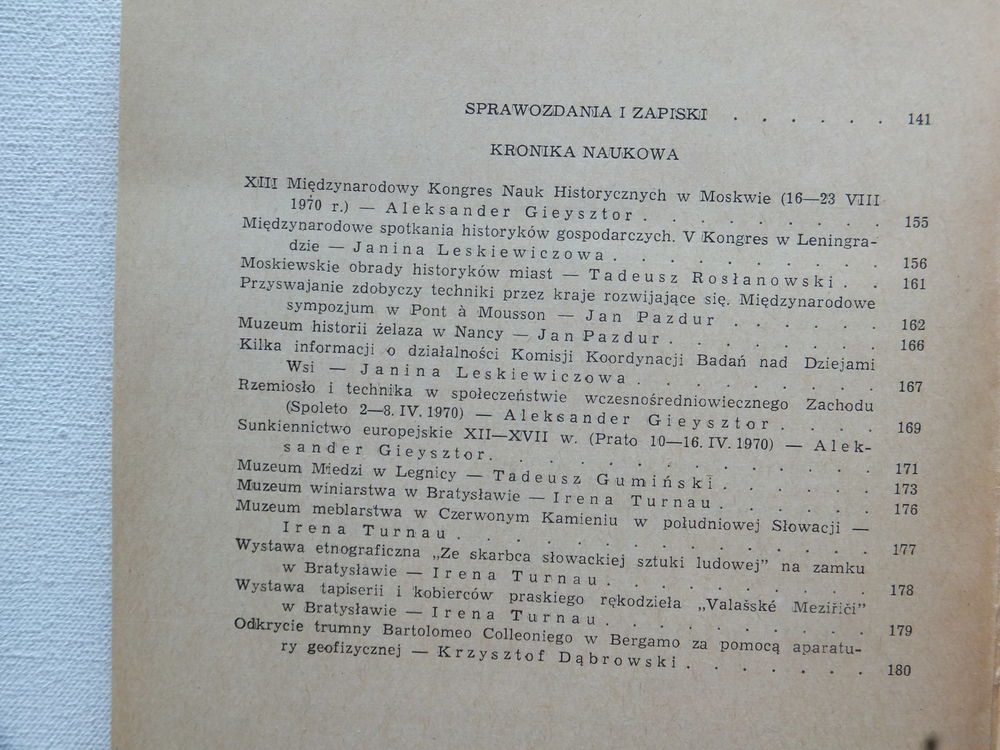 SPRAWOZDANIA I ZAPISKI . . . . . . 141
KRONIKA NAUKOWA
XIII Międzynarodowy Kongres Nauk Historycznych w Moskwie (16—23 VIII
1970 r.) — Aleksander Gieysztor . . . . . . . . 155
Międzynarodowe spotkania historyków gospodarczych. V Kongres w Leningra-
dzie — Janina Leskiewiczowa . . . . . . . . . 156
Moskiewskie obrady historyków miast — Tadeusz Rosłanowski . . 161
Przyswajanie zdobyczy techniki przez kraje rozwijające się. Międzynarodowe
sympozjum w Pont à Mousson — Jan Pazdur . . . . . . 162
Muzeum historii żelaza w Nancy — Jan Pazdur . . . . . . . 166
Kilka informacji o działalności Komisji Koordynacji Badań nad Dziejami
Wsi — Janina Leskiewiczowa . . . . . . . . . 167
Rzemiosło i technika w społeczeństwie wczesnośredniowiecznego Zachodu
(Spoleto 2—8. IV. 1970) — Aleksander Gieysztor . . . . 169
Sunkiennictwo europejskie XII—XVII w. (Prato 10—16. IV. 1970) — Alek-
sander Gieysztor. . . . . . . . . . . . . 171
Muzeum Miedzi w Legnicy — Tadeusz Gumiński . . . . . . 173
Muzeum winiarstwa w Bratysławie — Irena Turnau . . . . . . 176
Muzeum meblarstwa w Czerwonym Kamieniu w południowej Słowacji —
Irena Turnau . . . . . . . . . . . . . . 177
Wystawa etnograficzna „Ze skarbca słowackiej sztuki ludowej” na zamku
w Bratysławie — Irena Turnau . . . . . . . . . 178
Wystawa tapiserii i kobierców praskiego rękodzieła „Valašské Meziřiči”
w Bratysławie — Irena Turnau . . . . . . . . . 179
Odkrycie trumny Bartolomeo Colleoniego w Bergamo za pomocą aparatu-
ry geofizycznej — Krzysztof Dąbrowski . . . . . . . 180